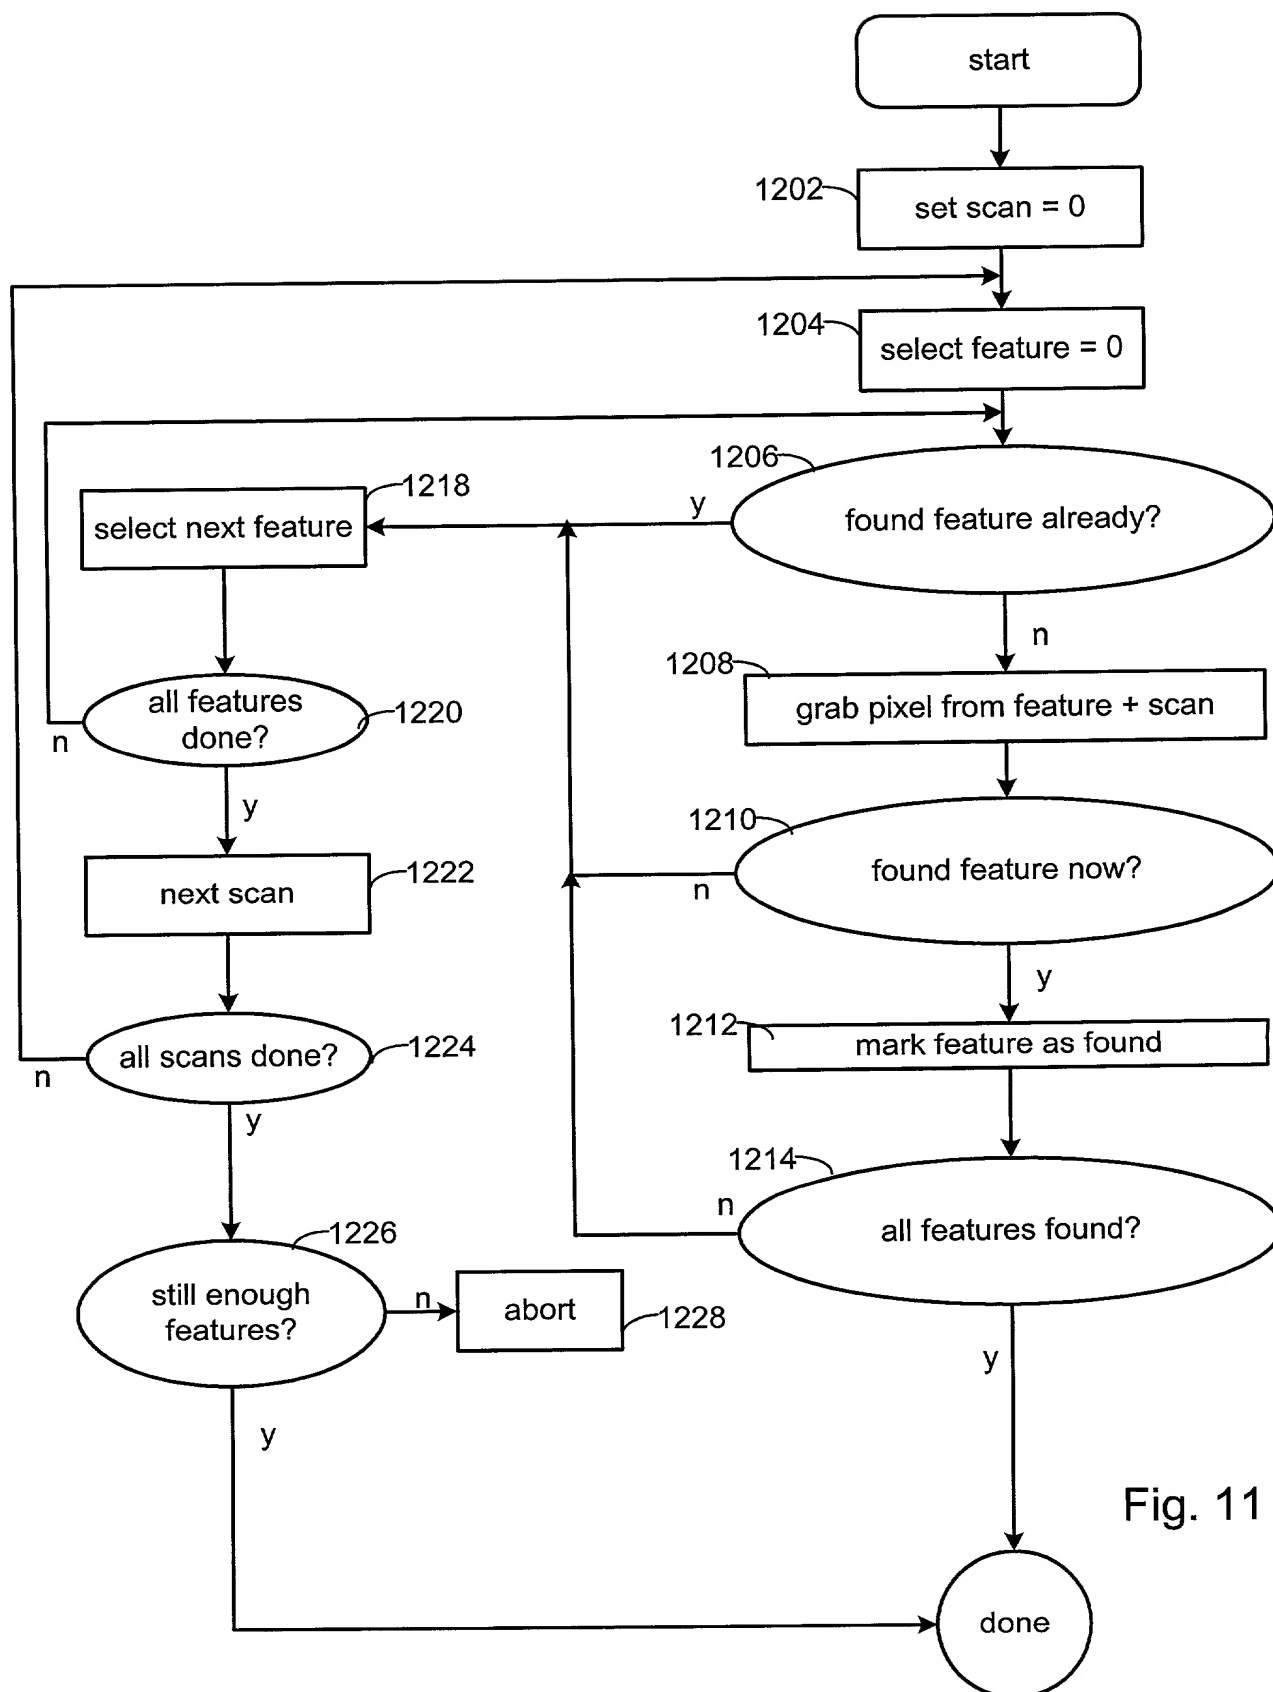 start
1202
set scan = 0
1204
select feature = 0
1206
found feature already?
y
n
1218
select next feature
1208
grab pixel from feature + scan
all features
done?
1220
n
y
1210
found feature now?
n
y
1222
next scan
1212
mark feature as found
all scans done?
1224
n
y
1214
all features found?
n
y
1226
still enough
features?
n
abort
1228
y
Fig. 11
done